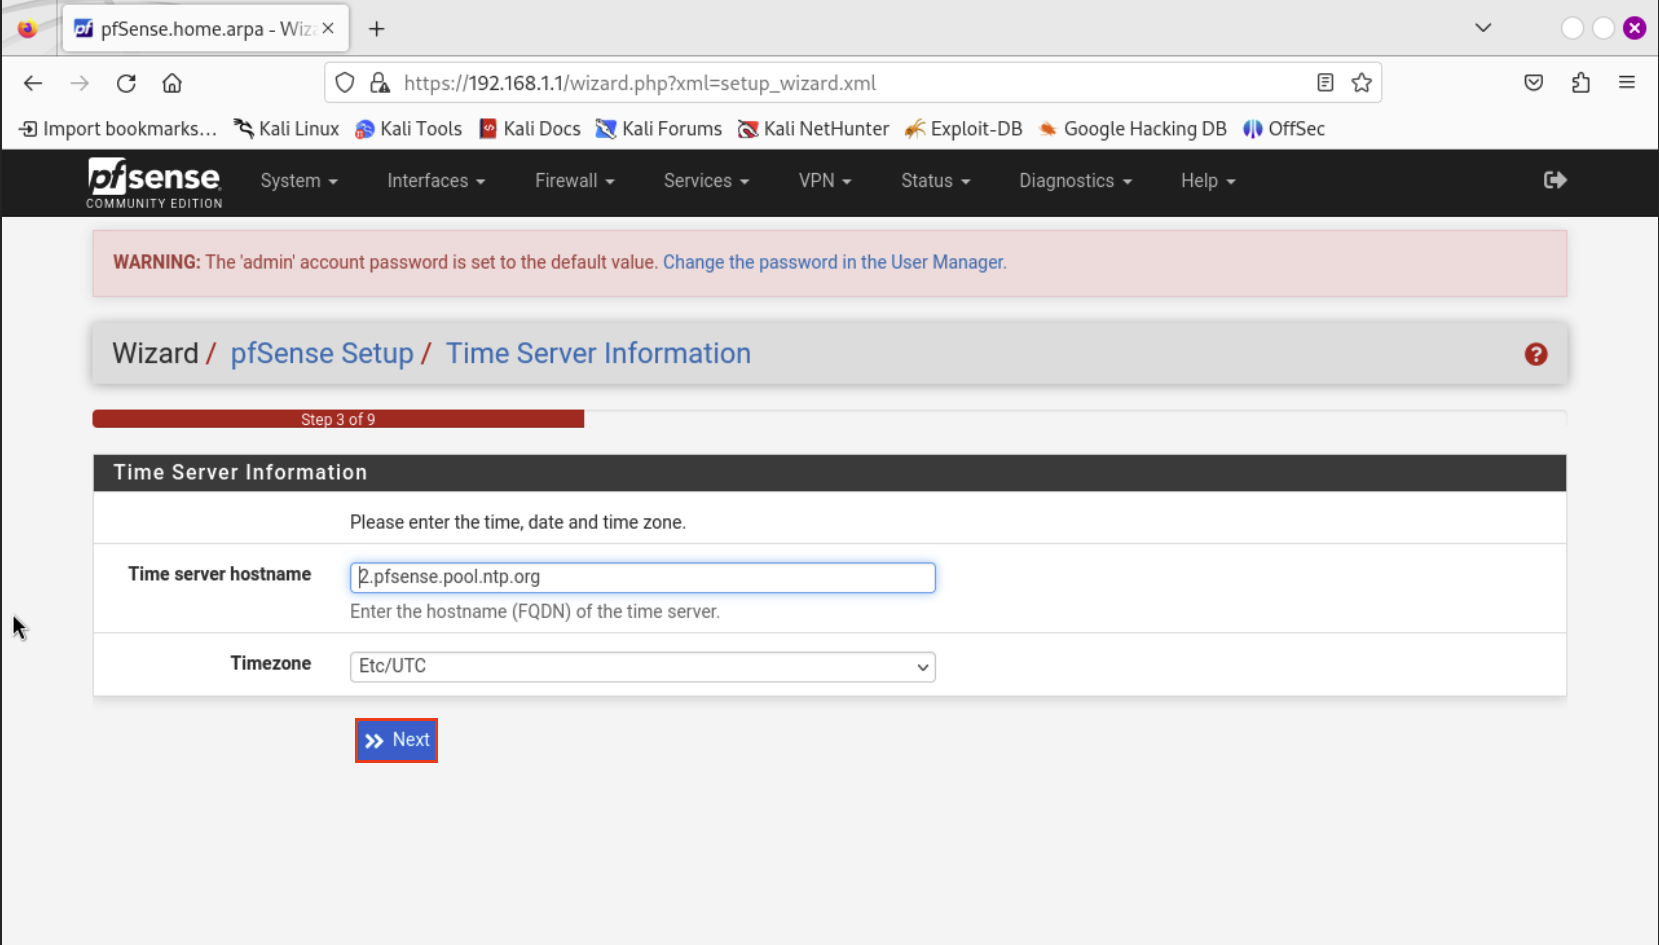 pfSense.home.arpa - Wiz
https://192.168.1.1/wizard.php?xml=setup_wizard.xml
Import bookmarks... Kali Linux Kali Tools Kali Docs Kali Forums Kali NetHunter Exploit-DB Google Hacking DB OffSec
pfsense System Interfaces Firewall Services VPN Status Diagnostics Help
COMMUNITY EDITION
WARNING: The 'admin' account password is set to the default value. Change the password in the User Manager.
Wizard / pfSense Setup / Time Server Information
Step 3 of 9
Time Server Information
Please enter the time, date and time zone.
Time server hostname 2.pfsense.pool.ntp.org
Enter the hostname (FQDN) of the time server.
Timezone Etc/UTC
Next